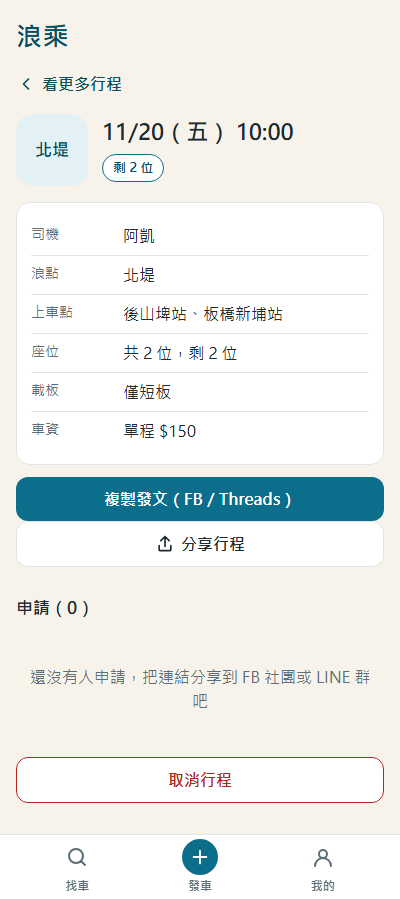 浪乘
看更多行程
北堤
11/20（五） 10:00
剩 2 位
司機 阿凱
浪點 北堤
上車點 後山埤站、板橋新埔站
座位 共 2 位，剩 2 位
載板 僅短板
車資 單程 $150
複製發文（FB / Threads）
分享行程
申請（0）
還沒有人申請，把連結分享到 FB 社團或 LINE 群
吧
取消行程
找車 發車 我的